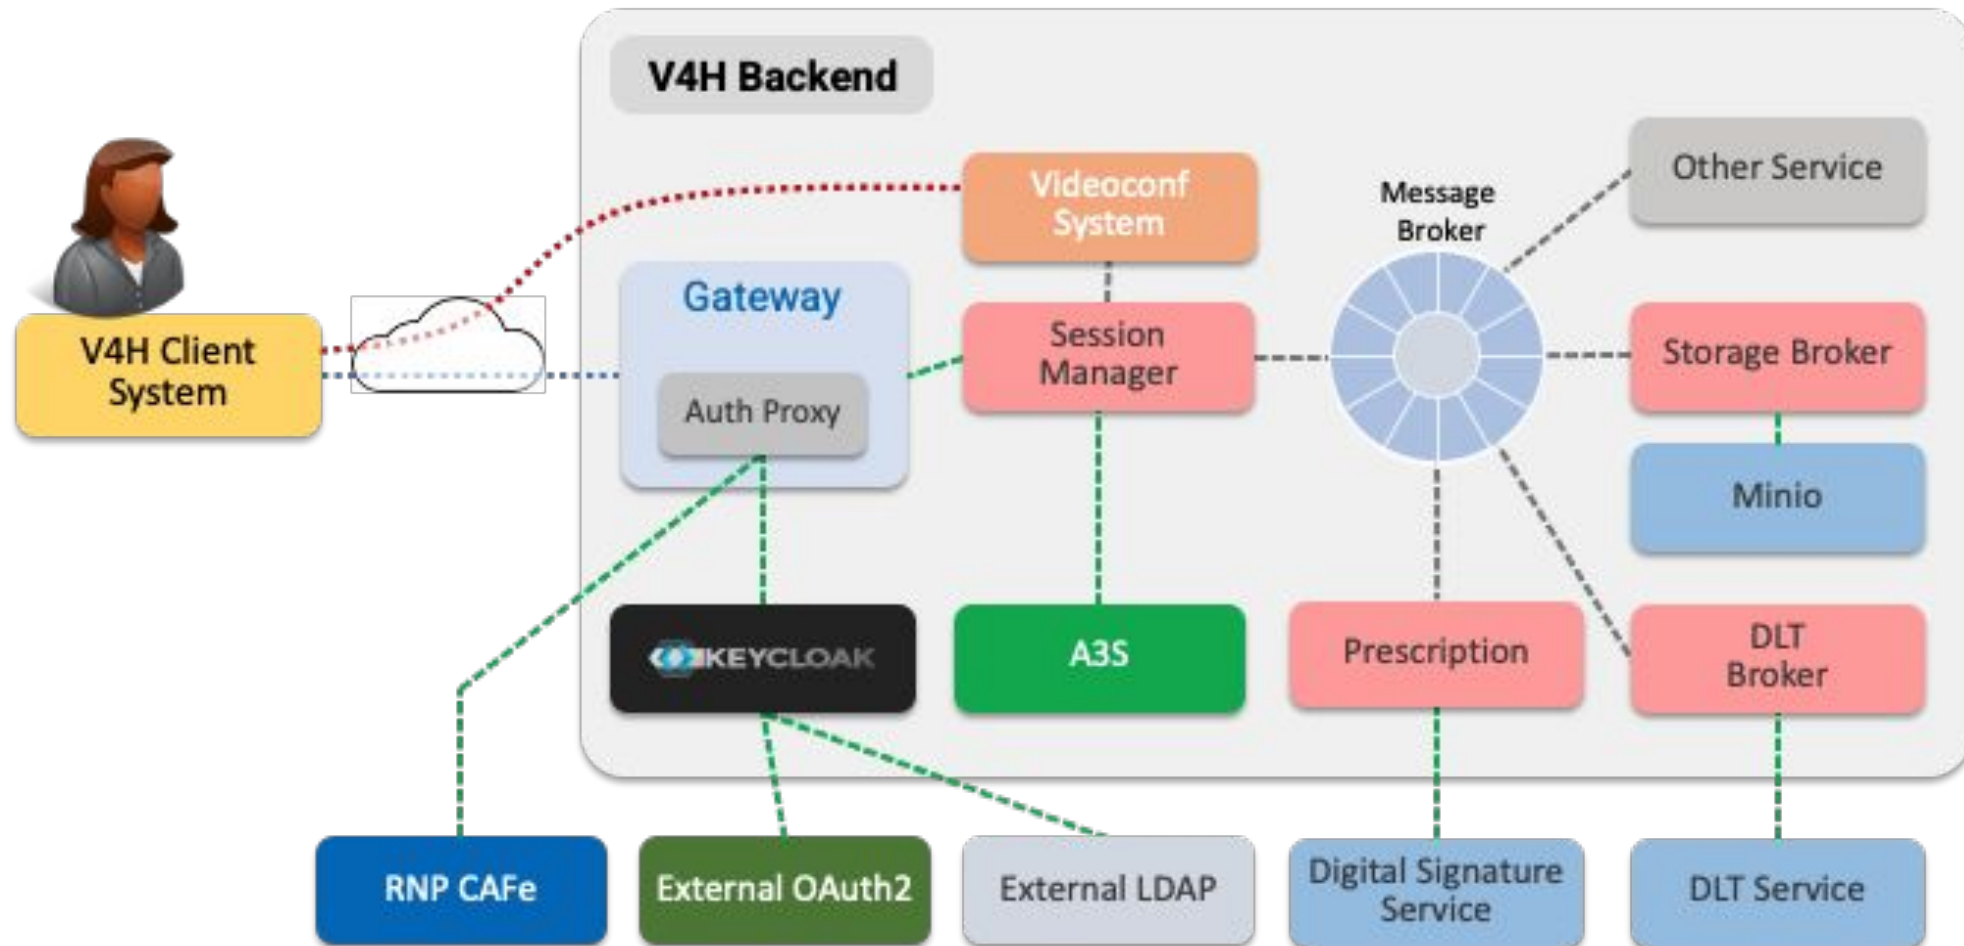 V4H Backend
Videoconf
System
Message
Broker
Other Service
Gateway
V4H Client
System
Session
Manager
Storage Broker
Auth Proxy
Minio
KEYCLOAK
A3S
Prescription
DLT
Broker
RNP CAFe
External OAuth2
External LDAP
Digital Signature
Service
DLT Service